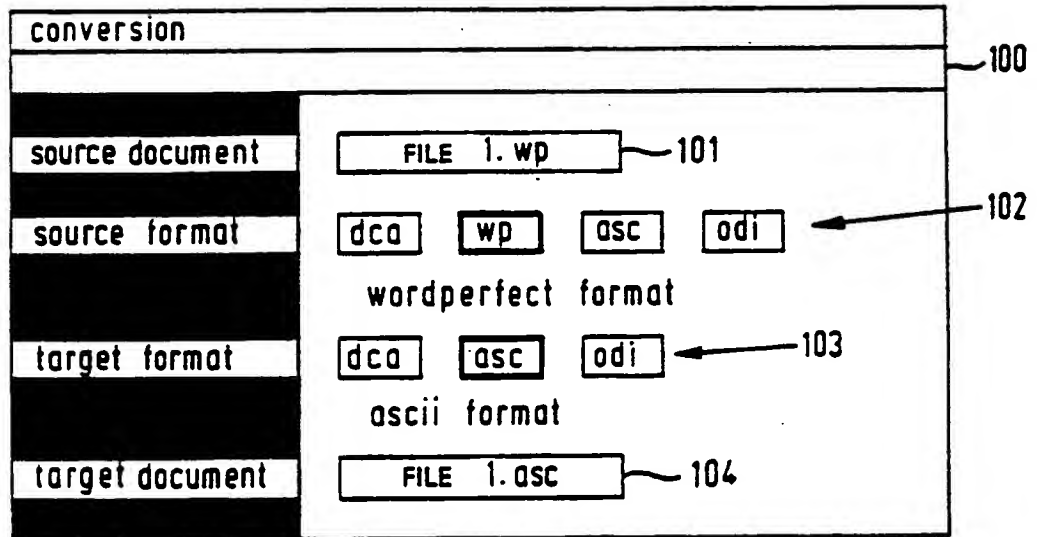 conversion
100
source document FILE 1.wp 101
source format dca wp asc odi 102
wordperfect format
target format dca asc odi 103
ascii format
target document FILE 1.asc 104